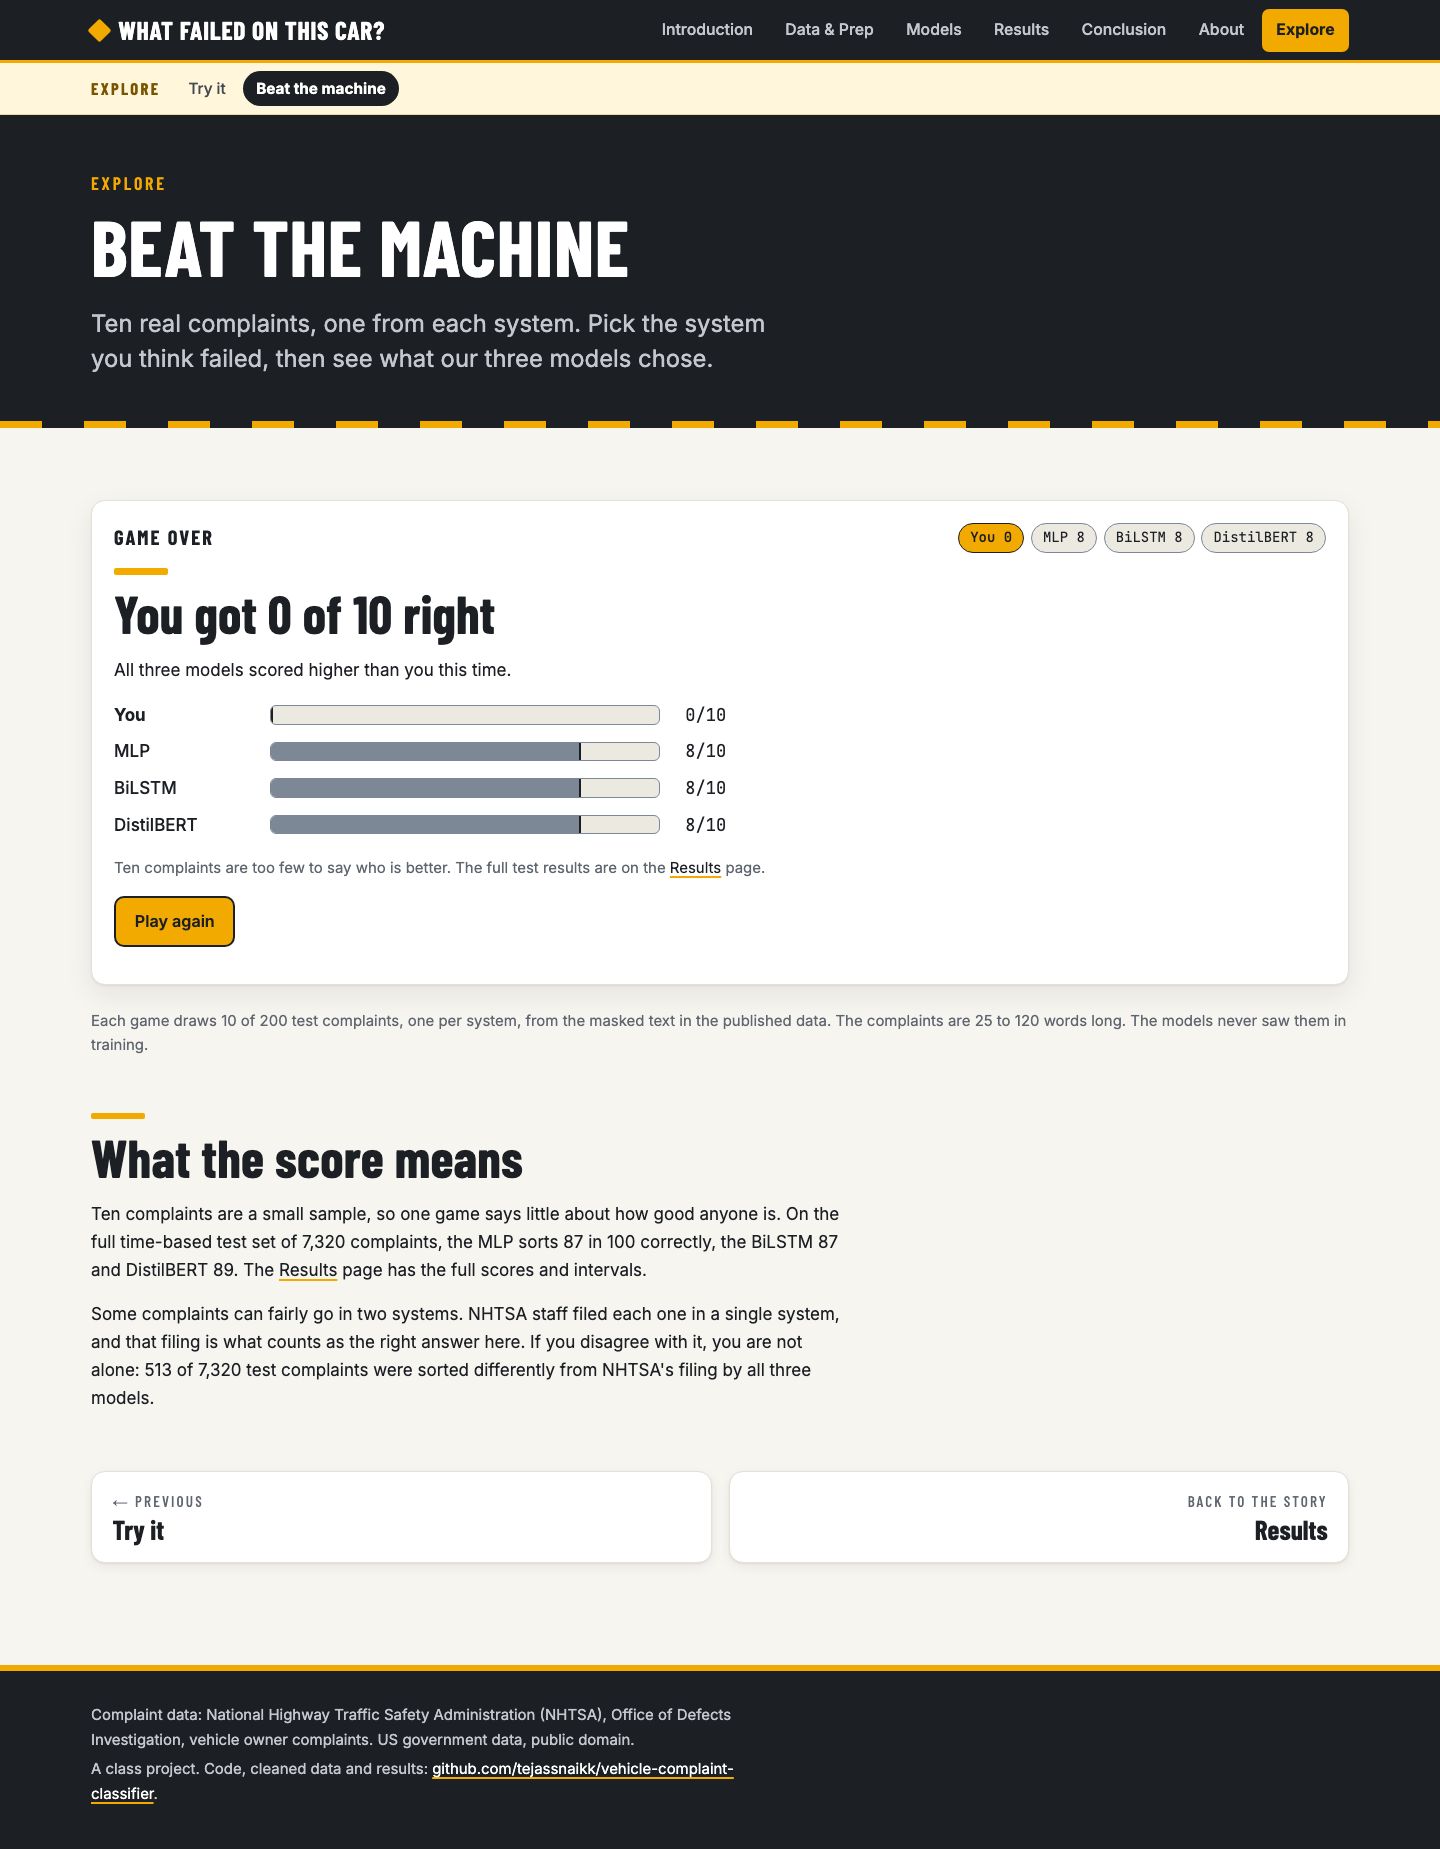 WHAT FAILED ON THIS CAR?
Introduction Data & Prep Models Results Conclusion About Explore
EXPLORE Try it Beat the machine
EXPLORE
BEAT THE MACHINE
Ten real complaints, one from each system. Pick the system
you think failed, then see what our three models chose.
GAME OVER
You 0 MLP 8 BiLSTM 8 DistilBERT 8
You got 0 of 10 right
All three models scored higher than you this time.
You 0/10
MLP 8/10
BiLSTM 8/10
DistilBERT 8/10
Ten complaints are too few to say who is better. The full test results are on the Results page.
Play again
Each game draws 10 of 200 test complaints, one per system, from the masked text in the published data. The complaints are 25 to 120 words long. The models never saw them in
training.
What the score means
Ten complaints are a small sample, so one game says little about how good anyone is. On the
full time-based test set of 7,320 complaints, the MLP sorts 87 in 100 correctly, the BiLSTM 87
and DistilBERT 89. The Results page has the full scores and intervals.
Some complaints can fairly go in two systems. NHTSA staff filed each one in a single system,
and that filing is what counts as the right answer here. If you disagree with it, you are not
alone: 513 of 7,320 test complaints were sorted differently from NHTSA's filing by all three
models.
← PREVIOUS
Try it
BACK TO THE STORY
Results
Complaint data: National Highway Traffic Safety Administration (NHTSA), Office of Defects
Investigation, vehicle owner complaints. US government data, public domain.
A class project. Code, cleaned data and results: github.com/tejassnaikk/vehicle-complaint-
classifier.